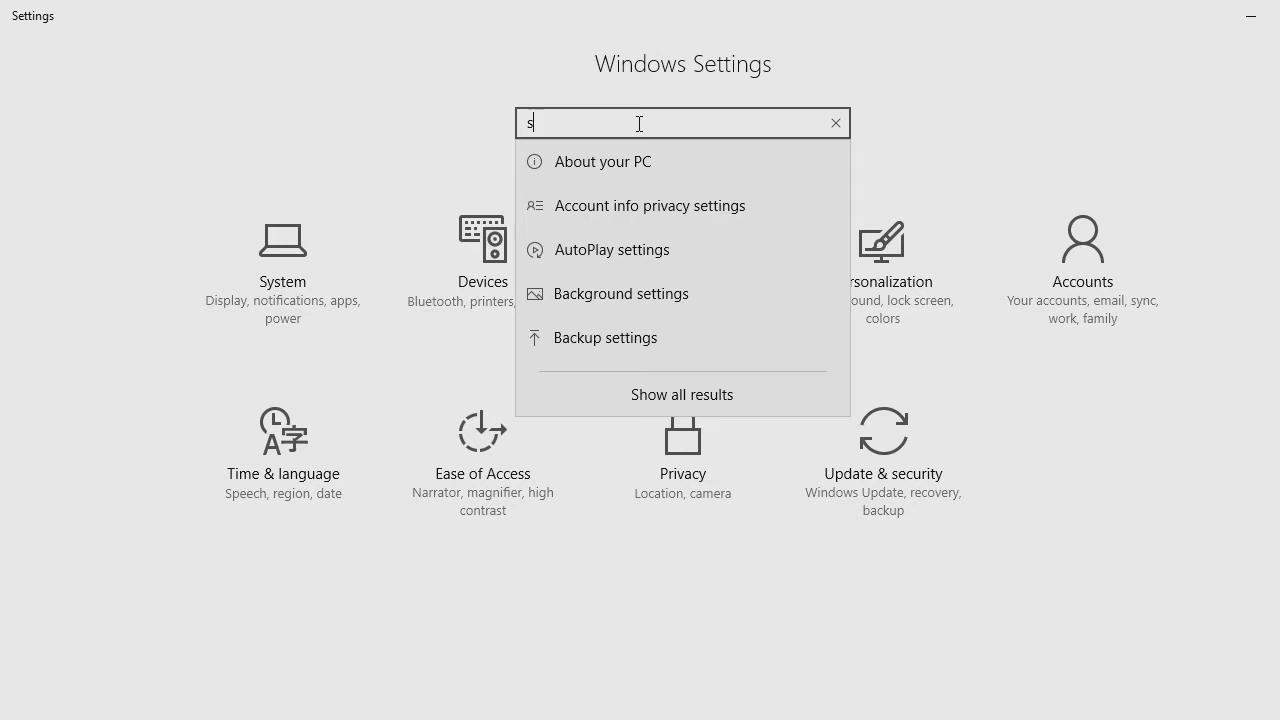 Settings
Windows Settings
s
About your PC
Account info privacy settings
AutoPlay settings
Background settings
Backup settings
Show all results
System
Display, notifications, apps,
power
Devices
Bluetooth, printers,
rsonalization
ound, lock screen,
colors
Accounts
Your accounts, email, sync,
work, family
Time & language
Speech, region, date
Ease of Access
Narrator, magnifier, high
contrast
Privacy
Location, camera
Update & security
Windows Update, recovery,
backup